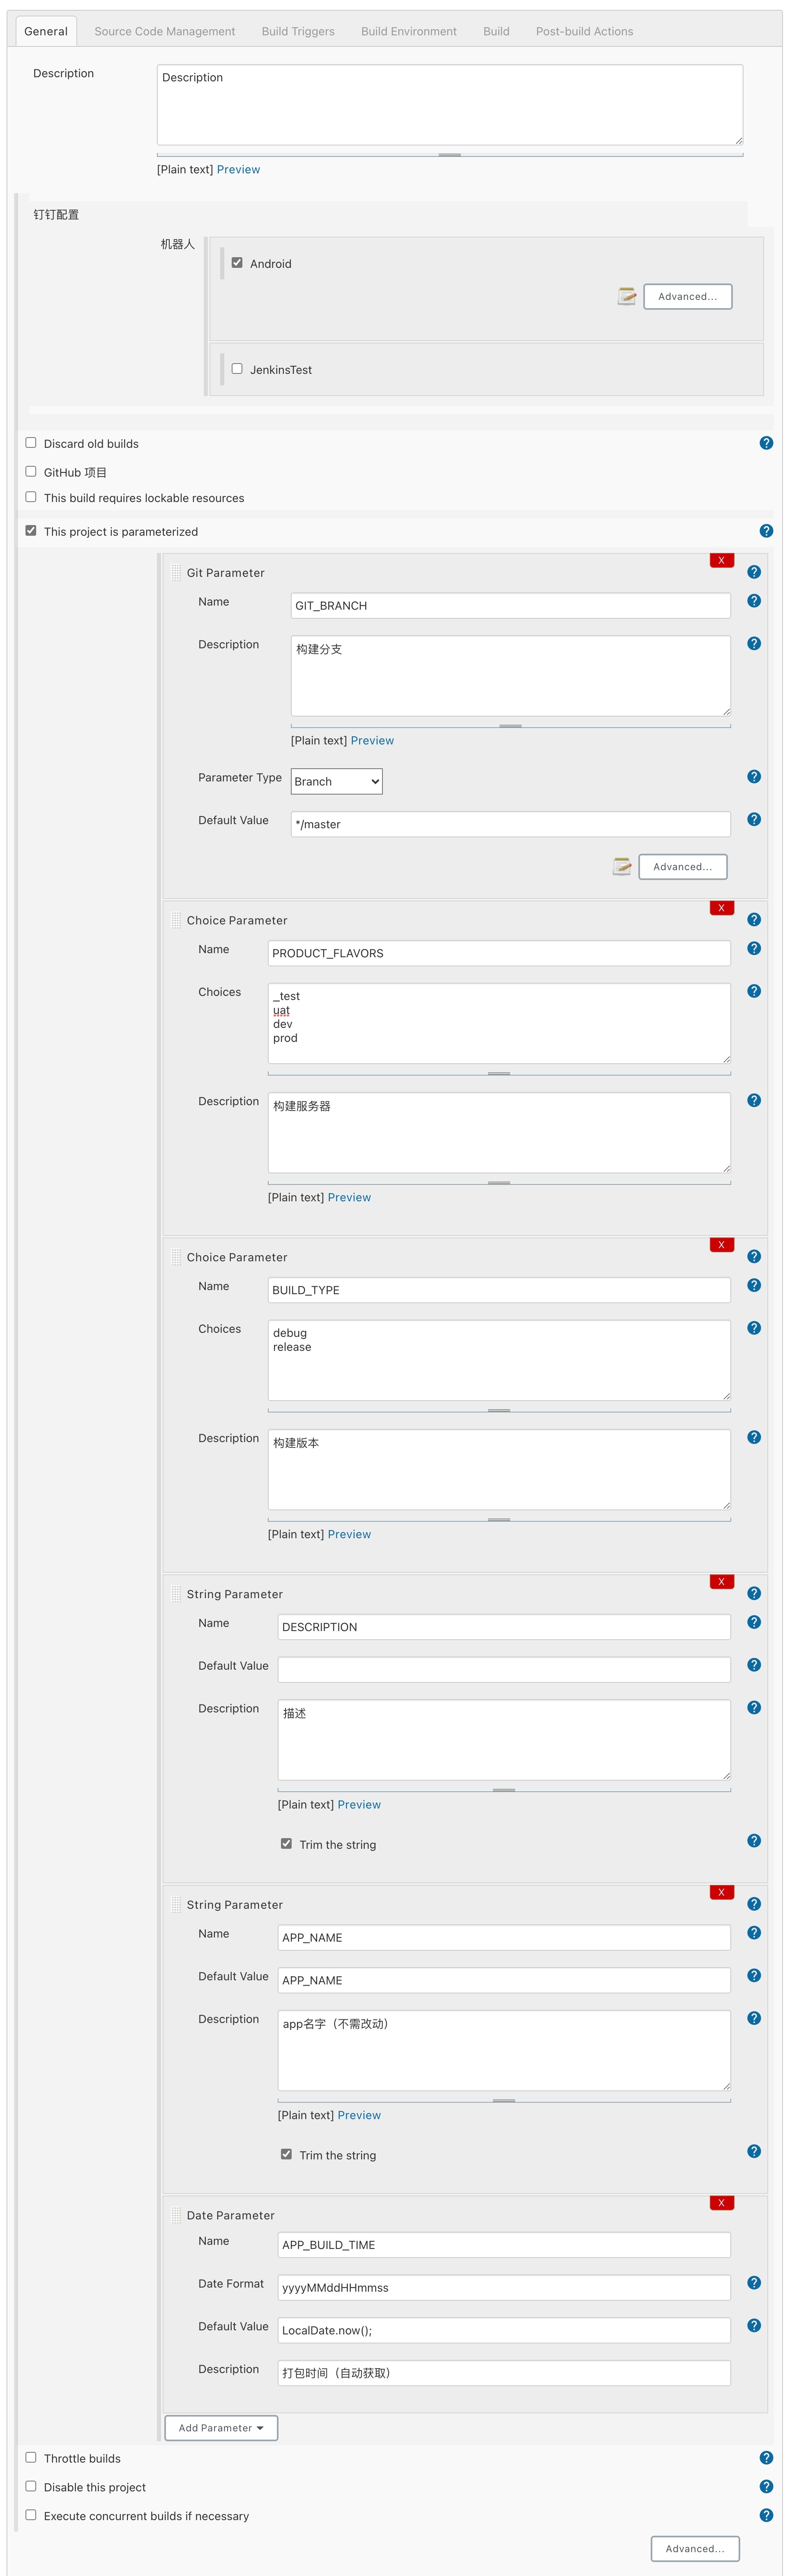 General Source Code Management Build Triggers Build Environment Build Post-build Actions
Description
Description
[Plain text] Preview
钉钉配置
机器人
Android
Advanced...
JenkinsTest
Discard old builds
GitHub 项目
This build requires lockable resources
This project is parameterized
X
Git Parameter
Name GIT_BRANCH
Description 构建分支
[Plain text] Preview
Parameter Type Branch
Default Value */master
Advanced...
X
Choice Parameter
Name PRODUCT_FLAVORS
Choices _test
uat
dev
prod
Description 构建服务器
[Plain text] Preview
X
Choice Parameter
Name BUILD_TYPE
Choices debug
release
Description 构建版本
[Plain text] Preview
X
String Parameter
Name DESCRIPTION
Default Value
Description 描述
[Plain text] Preview
Trim the string
X
String Parameter
Name APP_NAME
Default Value APP_NAME
Description app名字（不需改动）
[Plain text] Preview
Trim the string
X
Date Parameter
Name APP_BUILD_TIME
Date Format yyyyMMddHHmmss
Default Value LocalDate.now();
Description 打包时间（自动获取）
Add Parameter
Throttle builds
Disable this project
Execute concurrent builds if necessary
Advanced...